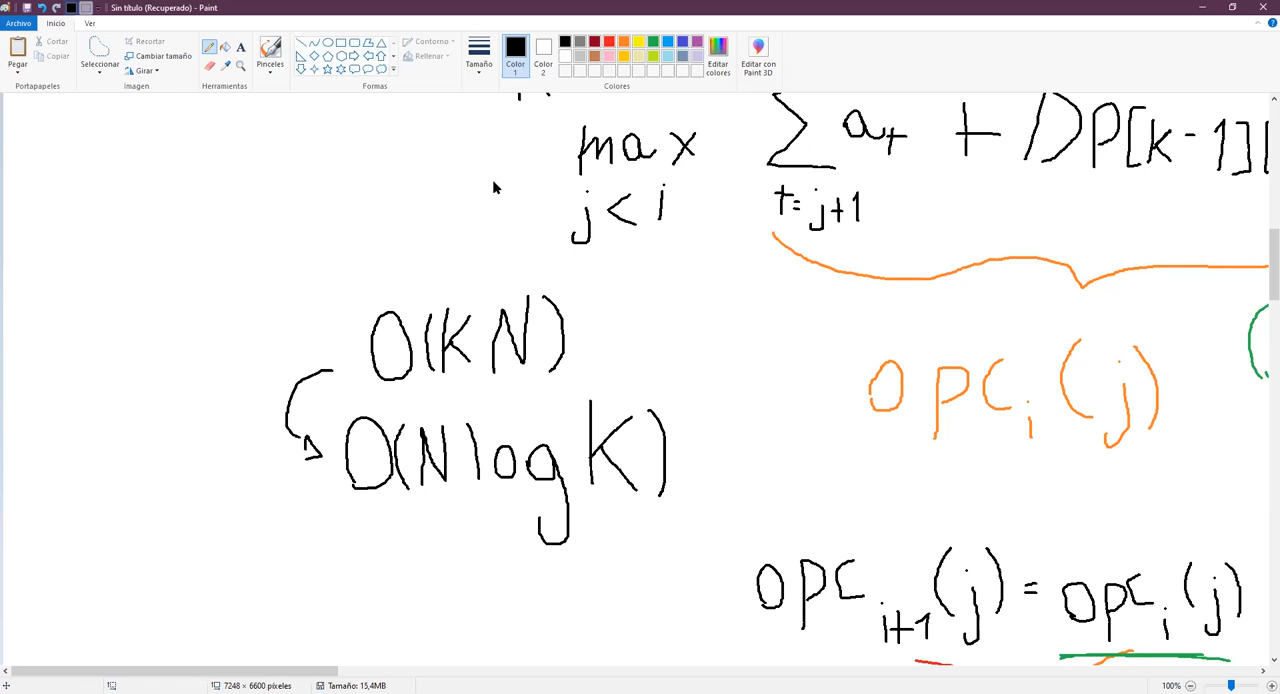 Sin título (Recuperado) - Paint
Archivo Inicio Ver
Pegar
Cortar
Copiar
Portapapeles
Seleccionar
Recortar
Cambiar tamaño
Girar
Imagen
A
Herramientas
Pinceles
Contorno
Rellenar
Formas
Tamaño
Color 1
Color 2
Editar colores
Colores
Editar con Paint 3D
max ∑ a_t + DP[k-1][
j < i t=j+1
O(KN)
OPC_i(j)
O(N log K)
OPC_{i+1}(j) = OPC_i(j)
7248 × 6600 píxeles
Tamaño: 15,4MB
100%